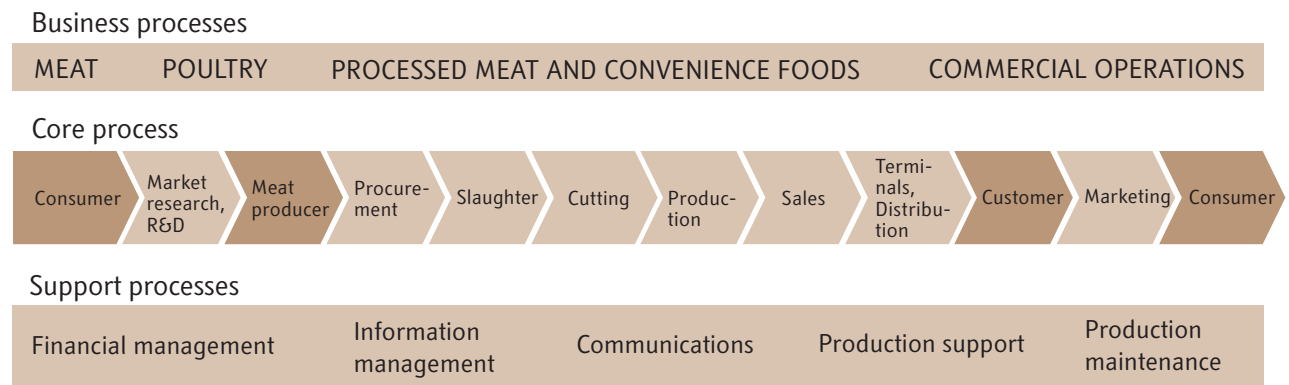 Business processes
MEAT POULTRY PROCESSED MEAT AND CONVENIENCE FOODS COMMERCIAL OPERATIONS
Core process
Consumer
Market
research,
R&D
Meat
producer
Procure-
ment
Slaughter
Cutting
Produc-
tion
Sales
Termi-
nals,
Distribu-
tion
Customer
Marketing
Consumer
Support processes
Financial management
Information
management
Communications
Production support
Production
maintenance